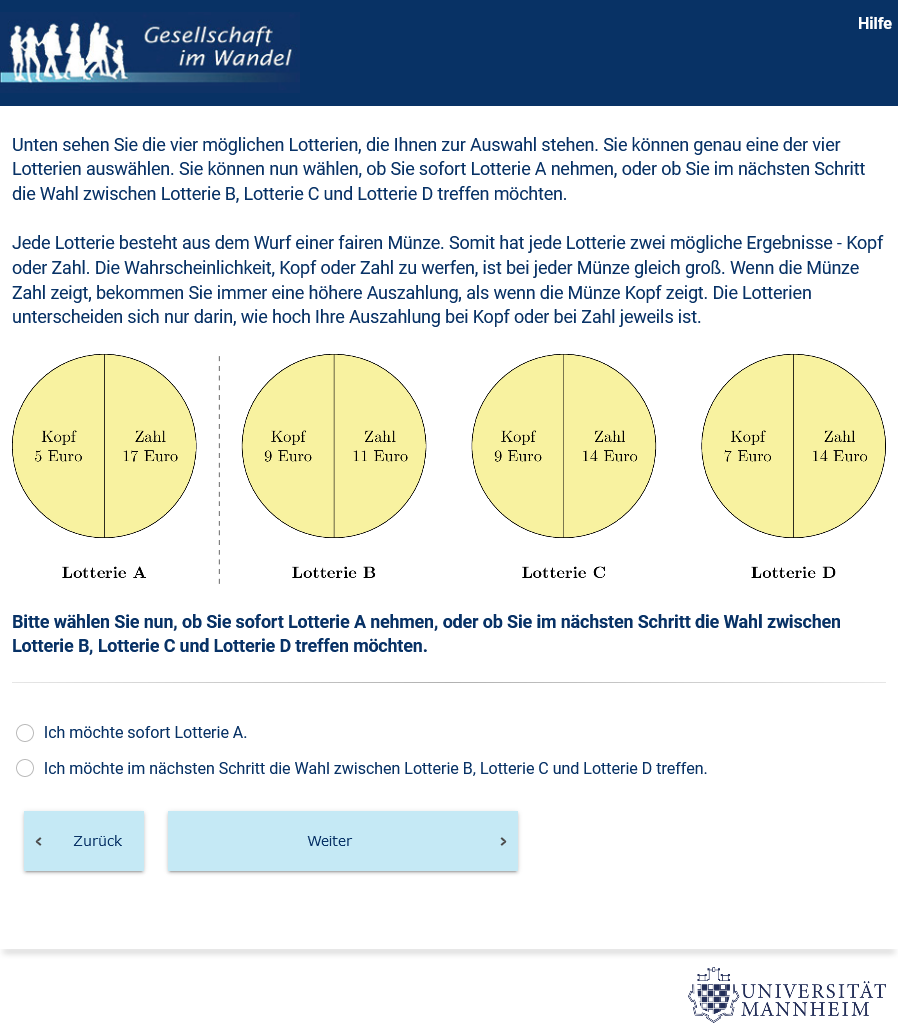 Gesellschaft
im Wandel
Hilfe
Unten sehen Sie die vier möglichen Lotterien, die Ihnen zur Auswahl stehen. Sie können genau eine der vier
Lotterien auswählen. Sie können nun wählen, ob Sie sofort Lotterie A nehmen, oder ob Sie im nächsten Schritt
die Wahl zwischen Lotterie B, Lotterie C und Lotterie D treffen möchten.
Jede Lotterie besteht aus dem Wurf einer fairen Münze. Somit hat jede Lotterie zwei mögliche Ergebnisse - Kopf
oder Zahl. Die Wahrscheinlichkeit, Kopf oder Zahl zu werfen, ist bei jeder Münze gleich groß. Wenn die Münze
Zahl zeigt, bekommen Sie immer eine höhere Auszahlung, als wenn die Münze Kopf zeigt. Die Lotterien
unterscheiden sich nur darin, wie hoch Ihre Auszahlung bei Kopf oder bei Zahl jeweils ist.
Kopf Zahl Kopf Zahl Kopf Zahl Kopf Zahl
5 Euro 17 Euro 9 Euro 11 Euro 9 Euro 14 Euro 7 Euro 14 Euro
Lotterie A Lotterie B Lotterie C Lotterie D
Bitte wählen Sie nun, ob Sie sofort Lotterie A nehmen, oder ob Sie im nächsten Schritt die Wahl zwischen
Lotterie B, Lotterie C und Lotterie D treffen möchten.
Ich möchte sofort Lotterie A.
Ich möchte im nächsten Schritt die Wahl zwischen Lotterie B, Lotterie C und Lotterie D treffen.
Zurück Weiter
UNIVERSITÄT
MANNHEIM